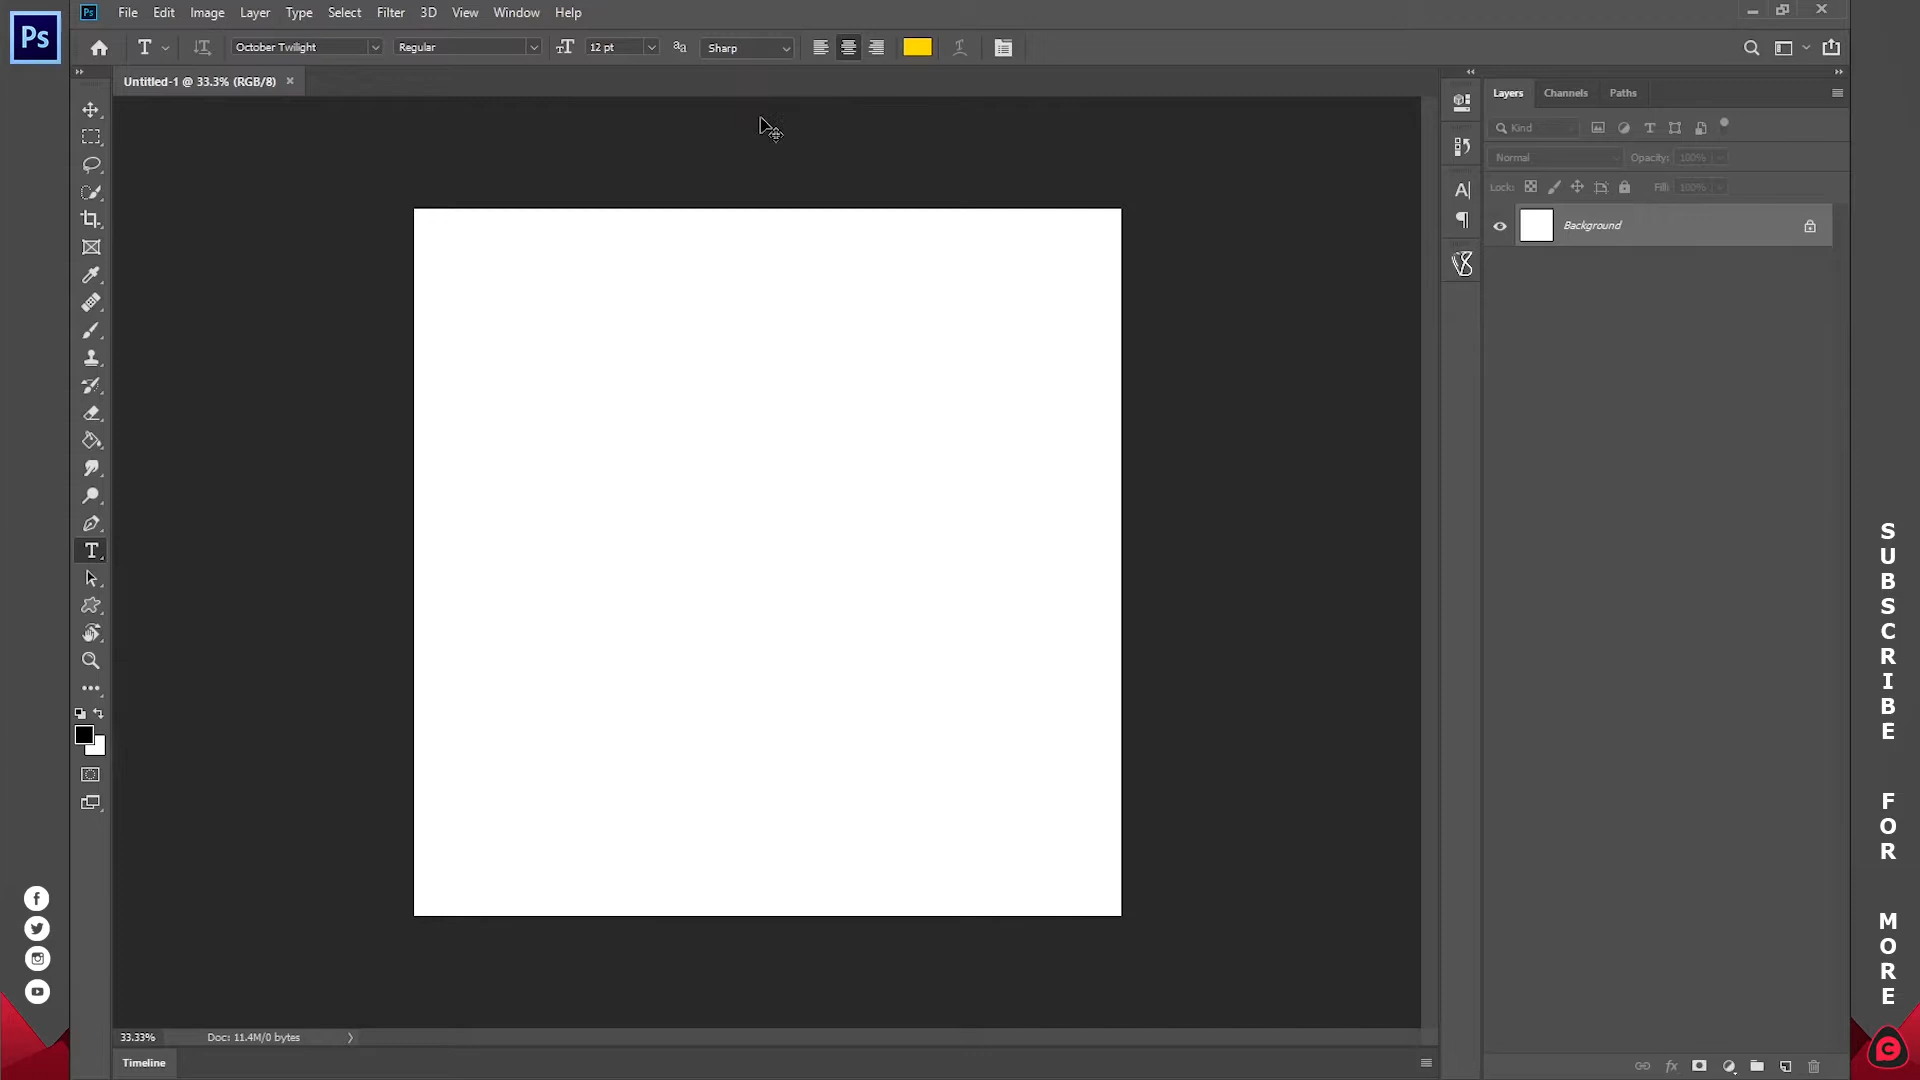 Ps
Ps File Edit Image Layer Type Select Filter 3D View Window Help
October Twilight Regular 12 pt Sharp
Untitled-1 @ 33.3% (RGB/8)
Layers Channels Paths
Kind
Normal Opacity: 100%
Lock: Fill: 100%
Background
SUBSCRIBE
FOR
MORE
33.33% Doc: 11.4M/0 bytes
Timeline